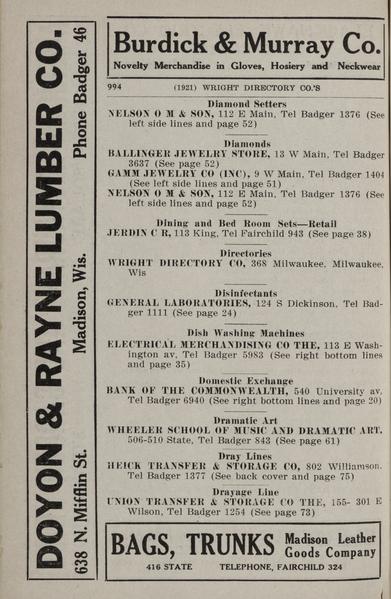 DOYON & RAYNE LUMBER CO.
638 N. Mifflin St. Madison, Wis. Phone Badger 46
Burdick & Murray Co.
Novelty Merchandise in Gloves, Hosiery and Neckwear
994 (1921) WRIGHT DIRECTORY CO.'S
Diamond Setters
NELSON O M & SON, 112 E Main, Tel Badger 1376 (See
left side lines and page 52)
Diamonds
BALLINGER JEWELRY STORE, 13 W Main, Tel Badger
3637 (See page 52)
GAMM JEWELRY CO (INC), 9 W Main, Tel Badger 1404
(See left side lines and page 51)
NELSON O M & SON, 112 E Main, Tel Badger 1376 (See
left side lines and page 52)
Dining and Bed Room Sets—Retail
JERDIN C R, 113 King, Tel Fairchild 943 (See page 38)
Directories
WRIGHT DIRECTORY CO, 368 Milwaukee, Milwaukee,
Wis
Disinfectants
GENERAL LABORATORIES, 124 S Dickinson, Tel Bad-
ger 1111 (See page 24)
Dish Washing Machines
ELECTRICAL MERCHANDISING CO THE, 113 E Wash-
ington av, Tel Badger 5983 (See right bottom lines
and page 35)
Domestic Exchange
BANK OF THE COMMONWEALTH, 540 University av,
Tel Badger 6940 (See right bottom lines and page 20)
Dramatic Art
WHEELER SCHOOL OF MUSIC AND DRAMATIC ART,
506-510 State, Tel Badger 843 (See page 61)
Dray Lines
HEICK TRANSFER & STORAGE CO, 802 Williamson,
Tel Badger 1377 (See back cover and page 75)
Drayage Line
UNION TRANSFER & STORAGE CO THE, 155- 301 E
Wilson, Tel Badger 1254 (See page 73)
BAGS, TRUNKS Madison Leather
Goods Company
416 STATE TELEPHONE, FAIRCHILD 324